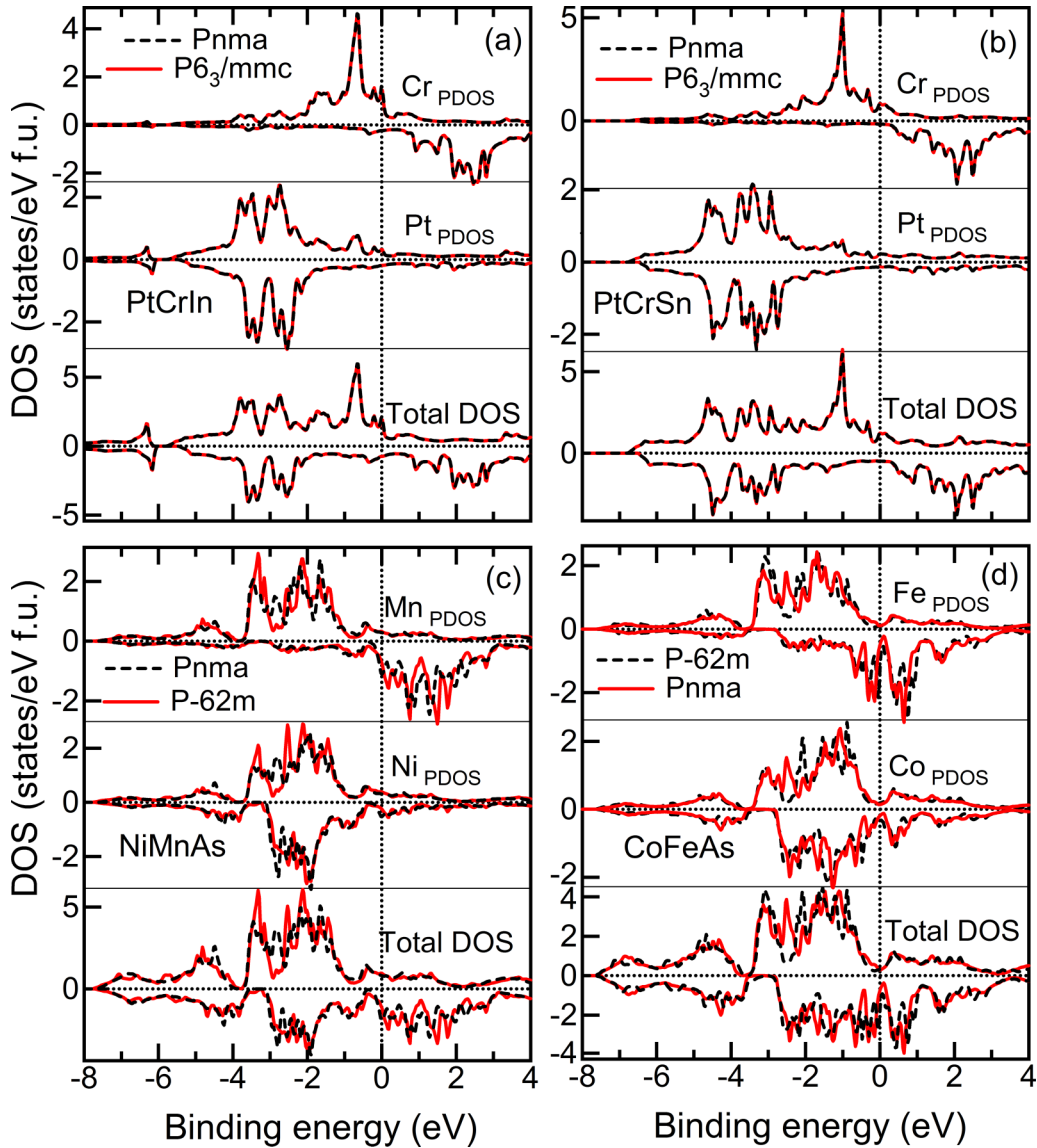 DOS (states/eV f.u.)
(a)
Pnma
P6₃/mmc
Cr PDOS
4
2
0
-2
Pt PDOS
2
0
-2
PtCrIn
Total DOS
5
0
-5
(b)
Pnma
P6₃/mmc
Cr PDOS
5
0
Pt PDOS
2
0
-2
PtCrSn
Total DOS
5
0
DOS (states/eV f.u.)
(c)
Mn PDOS
2
0
-2
Pnma
P-62m
Ni PDOS
2
0
-2
NiMnAs
Total DOS
5
0
-8 -6 -4 -2 0 2 4
Binding energy (eV)
(d)
Fe PDOS
2
0
-2
P-62m
Pnma
Co PDOS
2
0
-2
CoFeAs
Total DOS
4
2
0
-2
-4
-8 -6 -4 -2 0 2 4
Binding energy (eV)